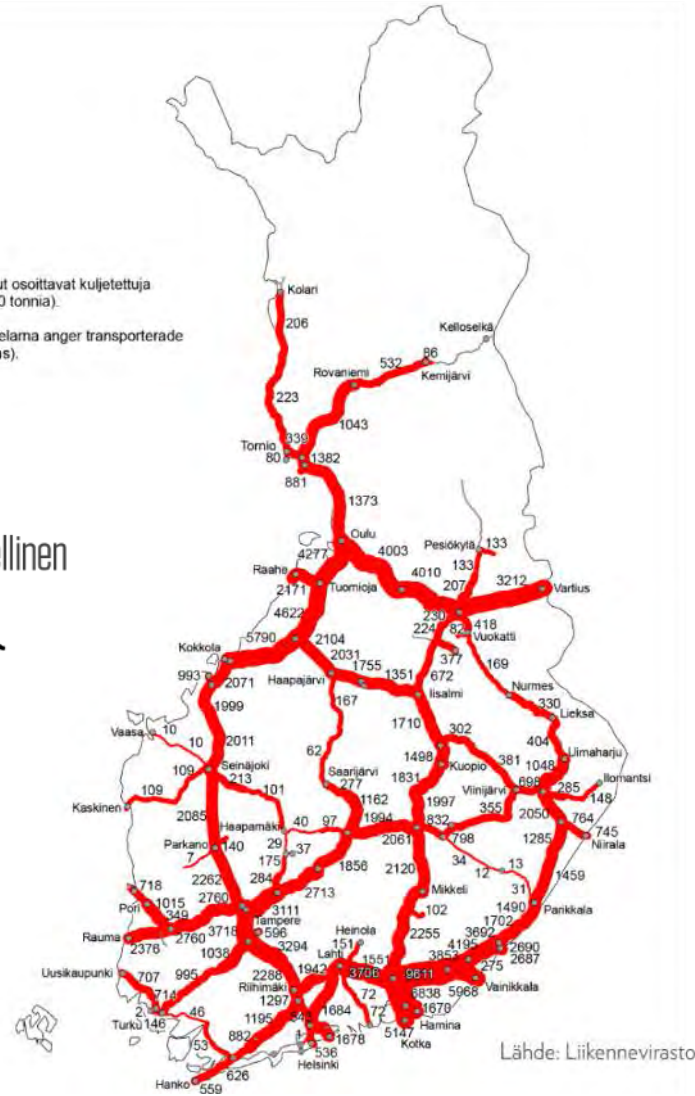 ut osoittavat kuljetettuja
0 tonnia).
elarna anger transporterade
s).
Kolari
206
Kelloselkä
86
532
Kemijärvi
Rovaniemi
223
1043
339
Tornio
80
1382
881
1373
Oulu
llinen
4277
4003
Pesiökylä
133
133
Raahe
2171
Tuomioja
4010
207
3212
Vartius
4622
230
418
224
82
Vuokatti
5790
2104
377
Kokkola
2031
169
993
1755
1351
672
2071
Haapajärvi
Nurmes
1999
167
Iisalmi
330
Lieksa
Vaasa
10
1710
302
404
10
2011
62
1498
Uimaharju
Seinäjoki
Kuopio
381
1048
Ilomantsi
109
213
Saarijärvi
1831
Viinijärvi
698
285
109
101
277
148
Kaskinen
1162
1997
355
2050
764
2085
Haapamäki
40
97
1994
832
1285
745
Parkano
140
29
2061
798
Niirala
7
175
37
34
13
1459
1856
2120
12
2262
284
31
718
2713
Mikkeli
1490
Parikkala
Pori
1015
2760
3111
102
1702
349
Tampere
Heinola
2255
3692
Rauma
2760
3718
596
4195
2690
2376
1038
3294
Lahti
151
3853
2687
Uusikaupunki
1551
275
707
995
2288
1942
3706
9611
Vainikkala
714
Riihimäki
72
5968
2
46
1297
1684
6838
1670
Turku
146
1195
72
Hamina
53
882
1
1678
5147
626
536
Kotka
Helsinki
Hanko
559
Lähde: Liikennevirasto